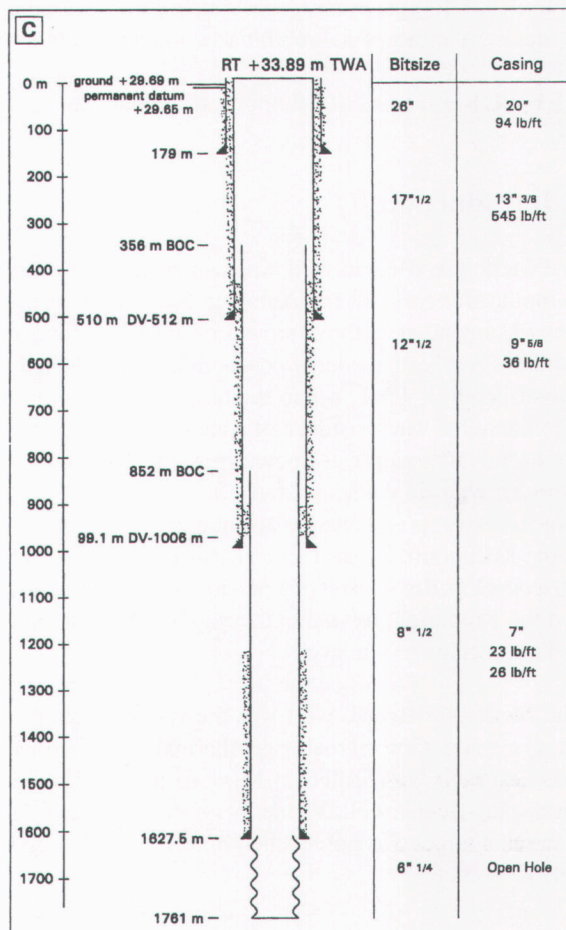 C
RT +33.89 m TWA
Bitsize
Casing
ground +29.69 m
permanent datum
+29.65 m
0 m
100
200
300
400
500
600
700
800
900
1000
1100
1200
1300
1400
1500
1600
1700
179 m
356 m BOC
510 m DV-512 m
852 m BOC
99.1 m DV-1006 m
1627.5 m
1761 m
26"
20"
94 lb/ft
17" 1/2
13" 3/8
545 lb/ft
12" 1/2
9" 5/8
36 lb/ft
8" 1/2
7"
23 lb/ft
26 lb/ft
6" 1/4
Open Hole